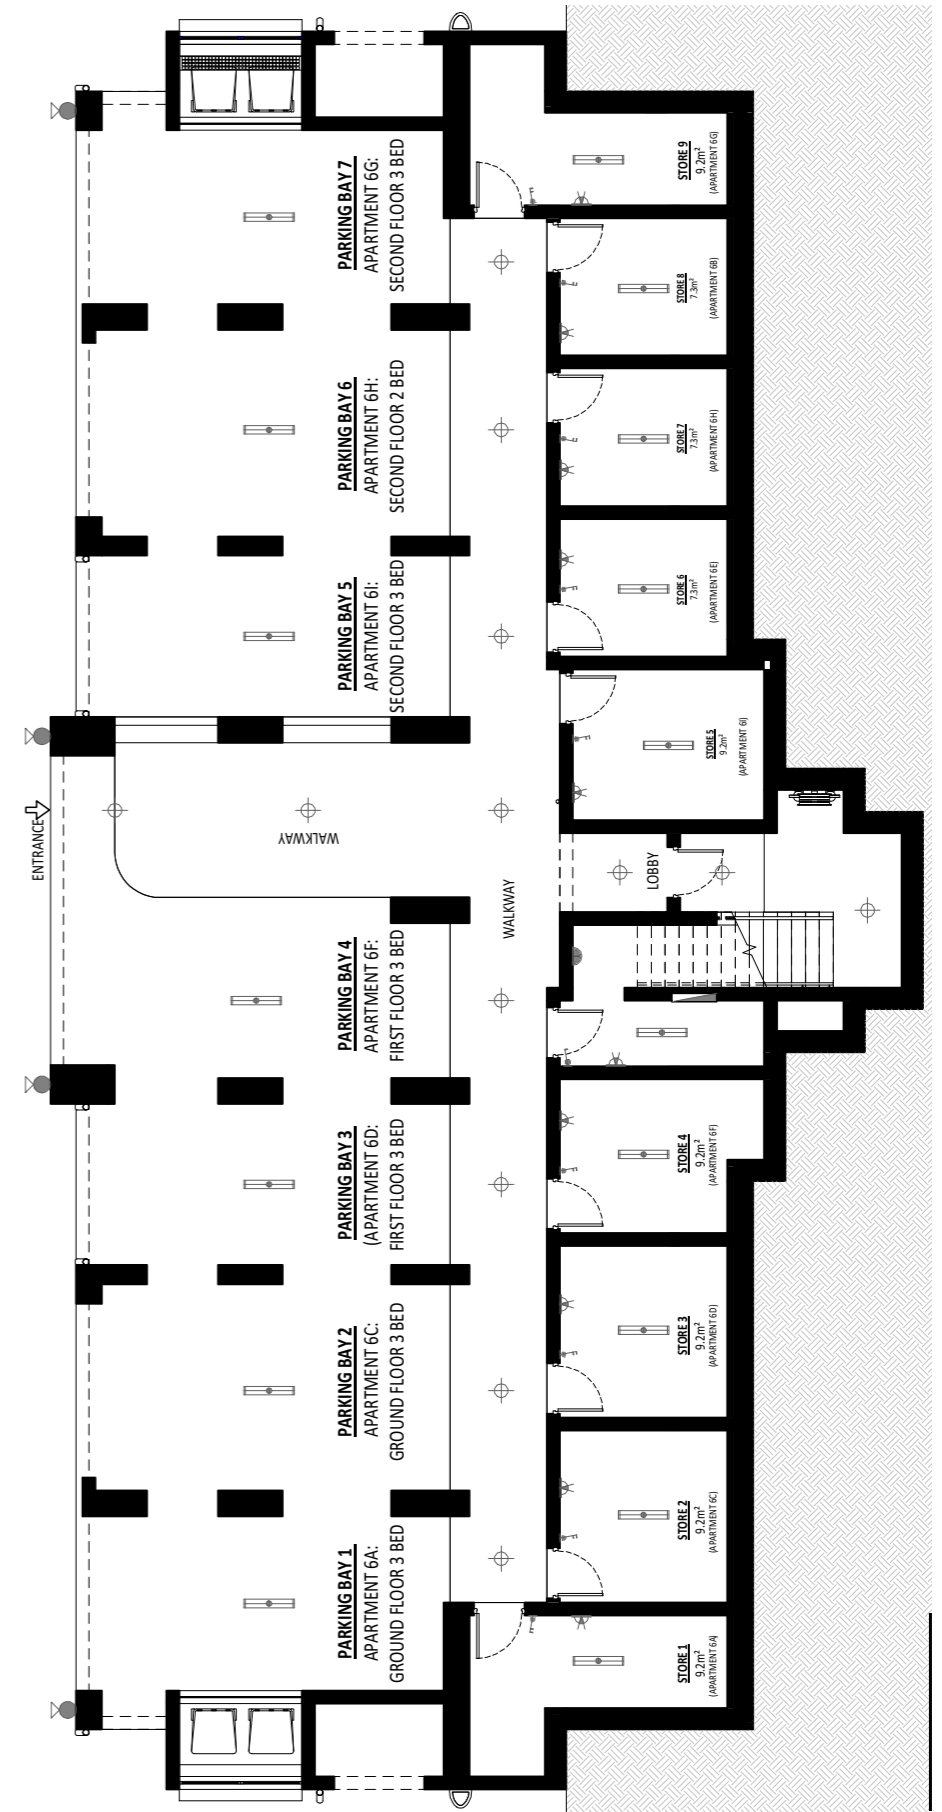 PARKING BAY 7
APARTMENT 6G:
SECOND FLOOR 3 BED
STORE 9
9.2m²
(APARTMENT 6G)
STORE 8
7.3m²
(APARTMENT 6B)
PARKING BAY 6
APARTMENT 6H:
SECOND FLOOR 2 BED
STORE 7
7.3m²
(APARTMENT 6H)
PARKING BAY 5
APARTMENT 6I:
SECOND FLOOR 3 BED
STORE 6
7.3m²
(APARTMENT 6E)
STORE 5
9.2m²
(APARTMENT 6I)
ENTRANCE
WALKWAY
WALKWAY
LOBBY
PARKING BAY 4
APARTMENT 6F:
FIRST FLOOR 3 BED
PARKING BAY 3
(APARTMENT 6D:
FIRST FLOOR 3 BED
STORE 4
9.2m²
(APARTMENT 6F)
PARKING BAY 2
APARTMENT 6C:
GROUND FLOOR 3 BED
STORE 3
9.2m²
(APARTMENT 6D)
STORE 2
9.2m²
(APARTMENT 6C)
PARKING BAY 1
APARTMENT 6A:
GROUND FLOOR 3 BED
STORE 1
9.2m²
(APARTMENT 6A)